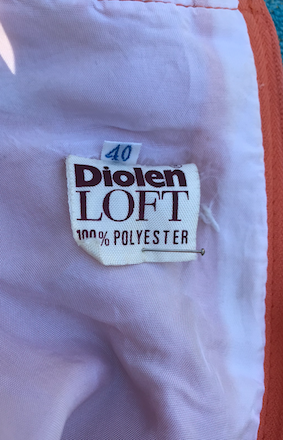 40
Diolen
LOFT
100% POLYESTER